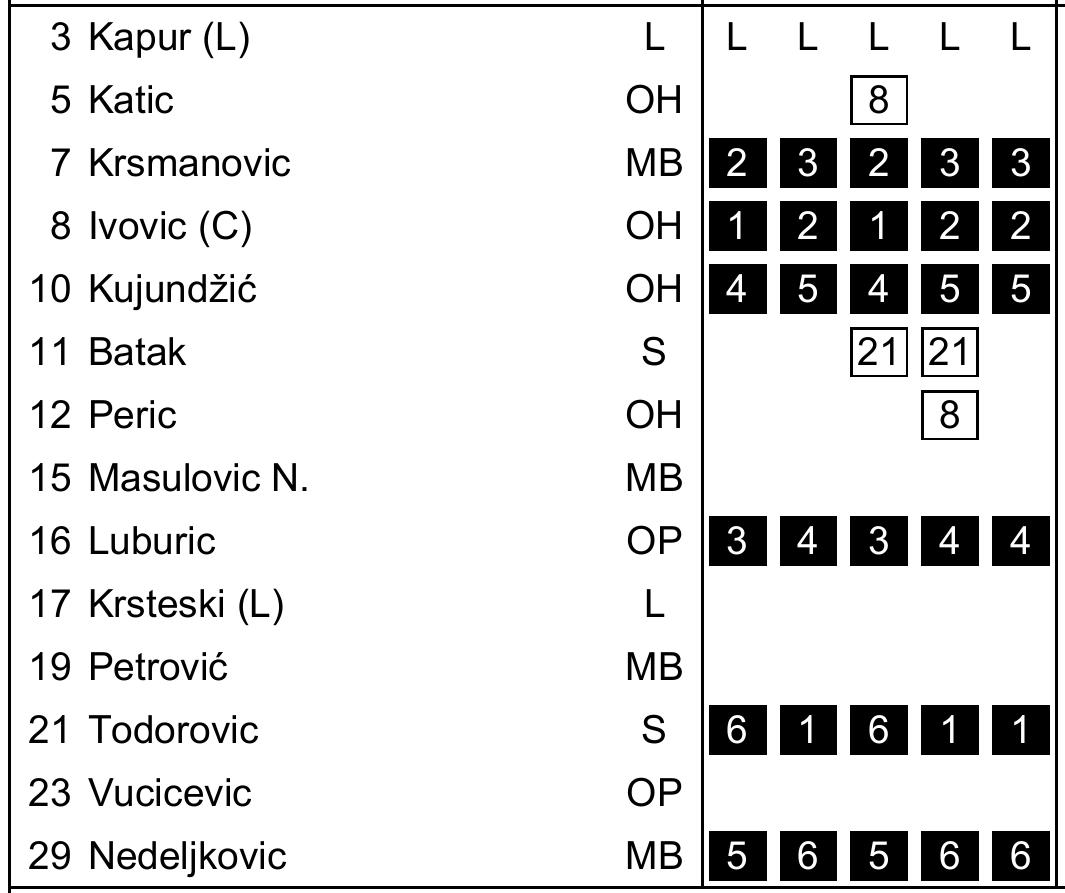 3 Kapur (L) L L L L L L
5 Katic OH 8
7 Krsmanovic MB 2 3 2 3 3
8 Ivovic (C) OH 1 2 1 2 2
10 Kujundžić OH 4 5 4 5 5
11 Batak S 21 21
12 Peric OH 8
15 Masulovic N. MB
16 Luburic OP 3 4 3 4 4
17 Krsteski (L) L
19 Petrović MB
21 Todorovic S 6 1 6 1 1
23 Vucicevic OP
29 Nedeljkovic MB 5 6 5 6 6